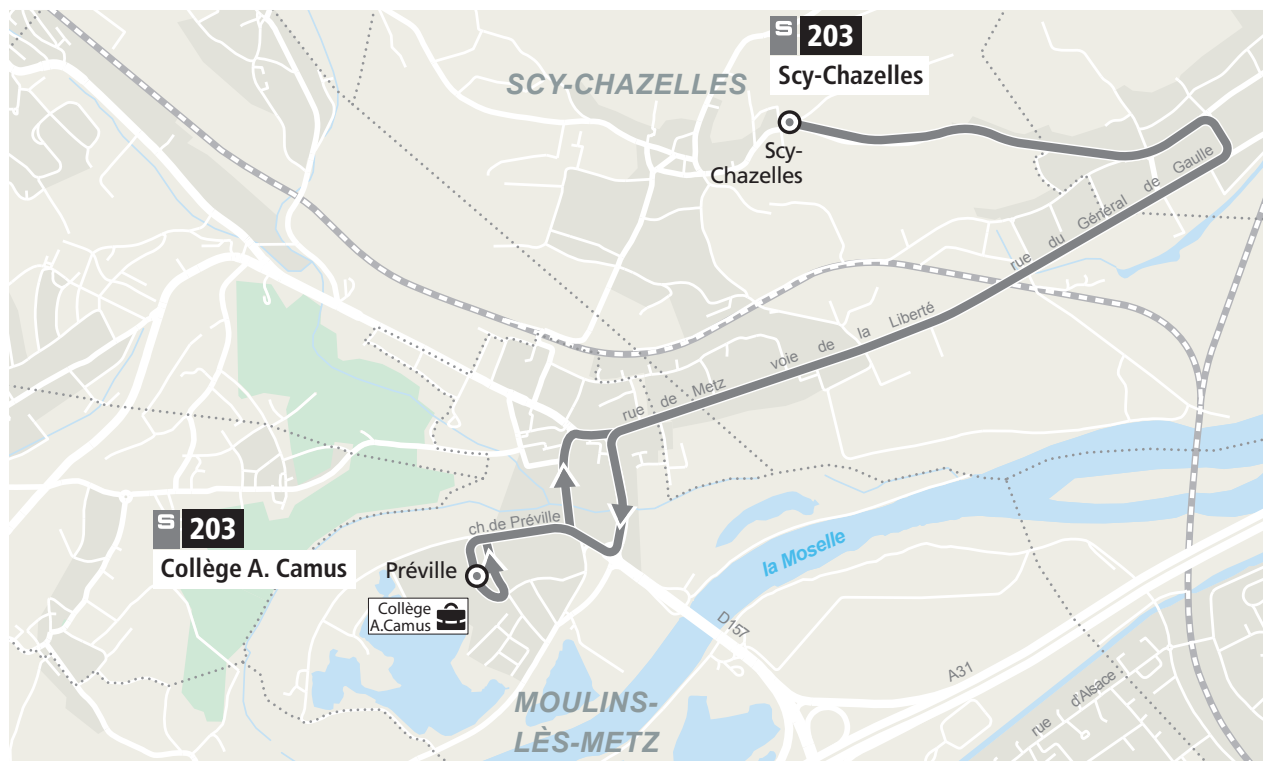 S 203
Scy-Chazelles
SCY-CHAZELLES
Scy-
Chazelles
rue du Général de Gaulle
voie de la Liberté
rue de Metz
S 203
Collège A. Camus
ch.de Préville
Préville
Collège
A.Camus
la Moselle
D157
A31
rue d'Alsace
MOULINS-
LÈS-METZ